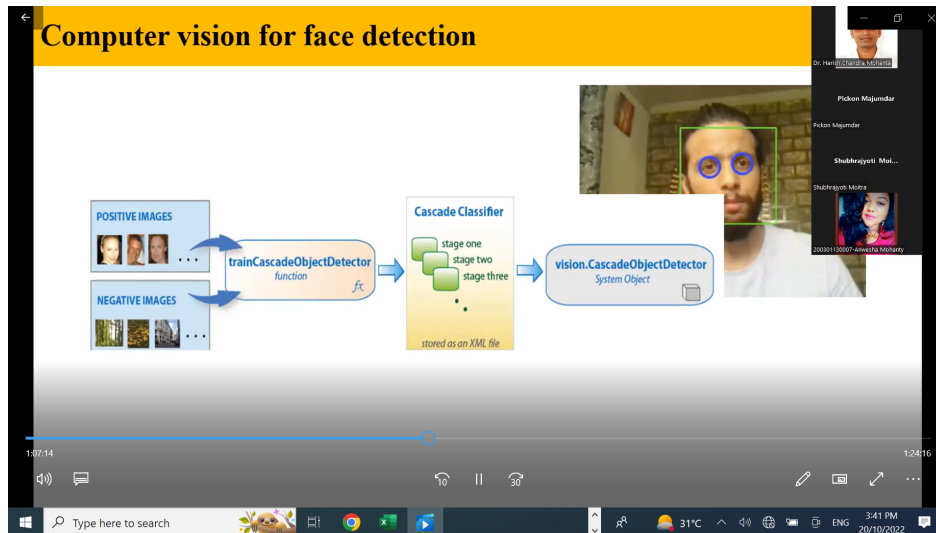 Computer vision for face detection
Dr. Harish Chandra Mohanta
Pickon Majumdar
Pickon Majumdar
Shubhrajyoti Moi...
Shubhrajyoti Moitra
200301130007-Anwesha Mohanty
POSITIVE IMAGES
...
NEGATIVE IMAGES
...
trainCascadeObjectDetector
function
fx
Cascade Classifier
stage one
stage two
stage three
stored as an XML file
vision.CascadeObjectDetector
System Object
1:07:14
1:24:16
10
30
Type here to search
31°C
ENG
3:41 PM
20/10/2022